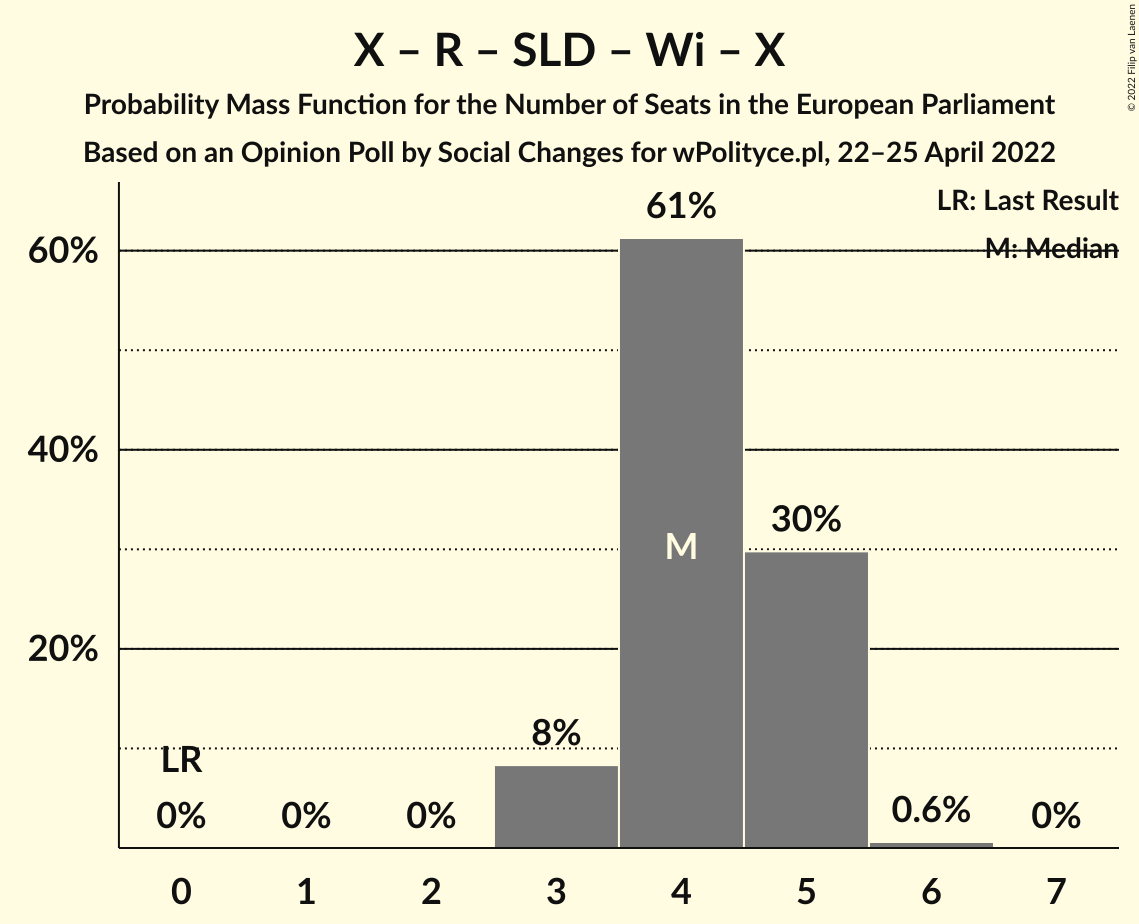 X – R – SLD – Wi – X
Probability Mass Function for the Number of Seats in the European Parliament
Based on an Opinion Poll by Social Changes for wPolityce.pl, 22–25 April 2022
© 2022 Filip van Laenen
LR: Last Result
M: Median
60%
40%
20%
61%
M
30%
8%
LR
0%
0%
0%
0.6%
0%
0 1 2 3 4 5 6 7